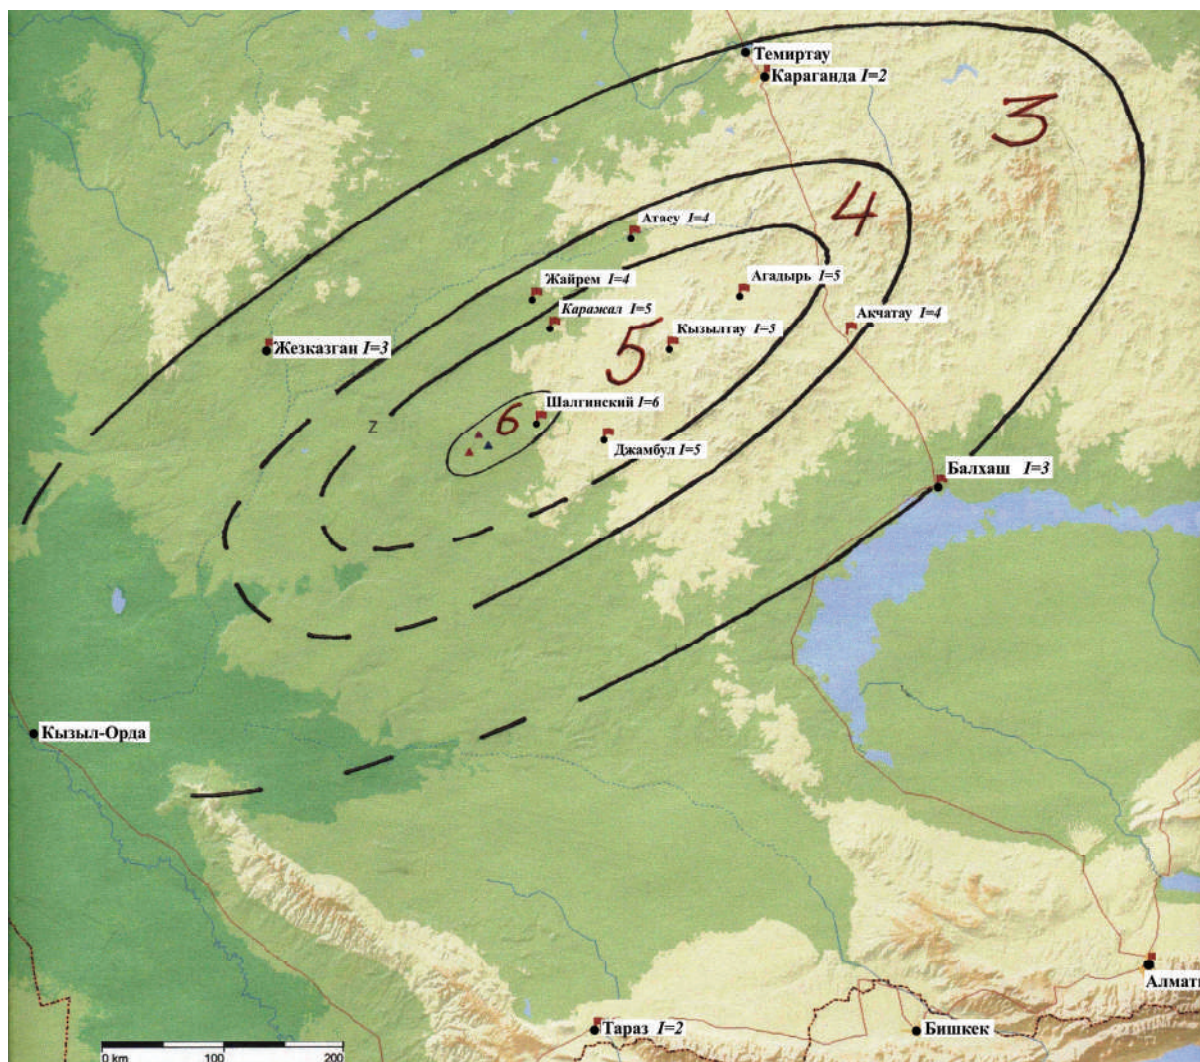 Темиртау
Караганда I=2
3
4
Атасу I=4
Жайрем I=4
Агадырь I=5
Каражал I=5
Акчатау I=4
Кызылтау I=5
5
Жезказган I=3
Шалгинский I=6
6
Z
Джамбул I=5
Балхаш I=3
Кызыл-Орда
Алмат
Тараз I=2
Бишкек
0 km 100 200